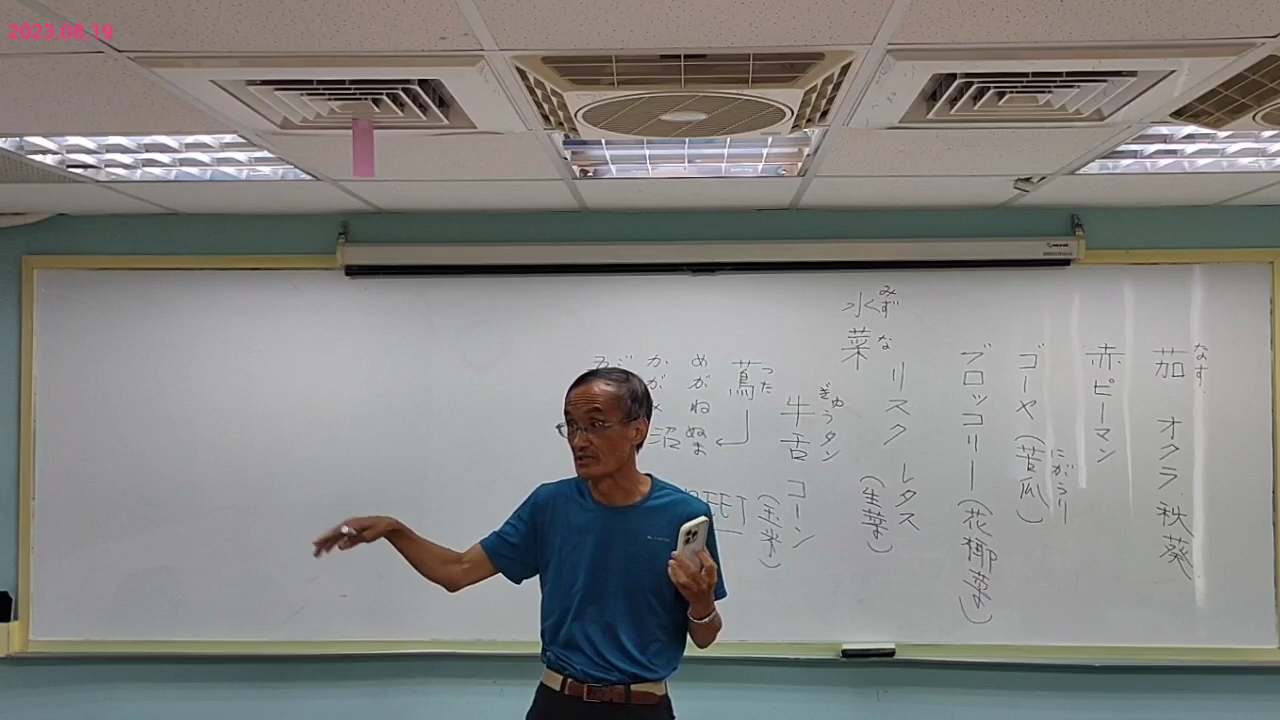 2023.08.19
なす
茄 オクラ 秋葵
赤ピーマン
ゴーヤ(苦瓜)
にがうり
ブロッコリー(花椰菜)
みずな
水菜
リスク レタス
(生菜)
ぎゅうタン
牛舌 コーン
(玉米)
つた
蔦
めがねぬま
沼